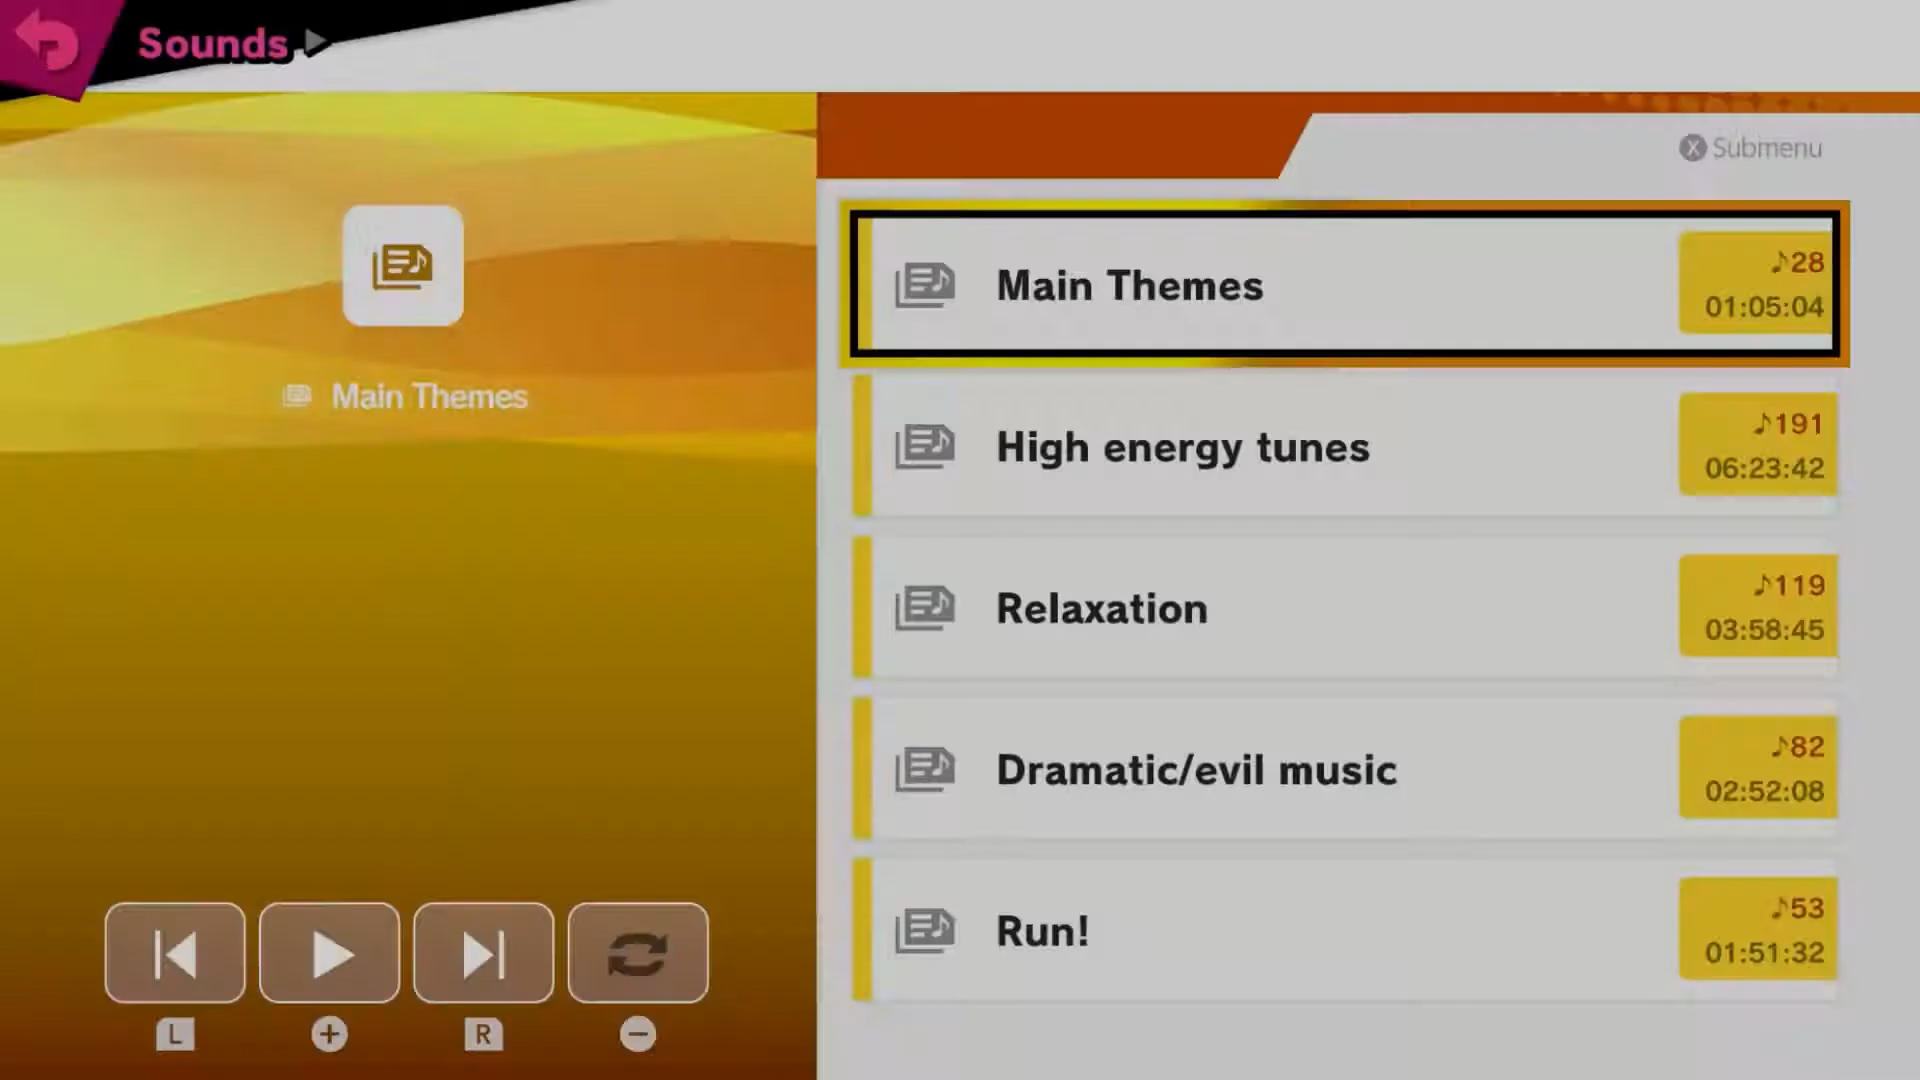 Sounds
Submenu
Main Themes
Main Themes
♪28
01:05:04
High energy tunes
♪191
06:23:42
Relaxation
♪119
03:58:45
Dramatic/evil music
♪82
02:52:08
Run!
♪53
01:51:32
L
R
X